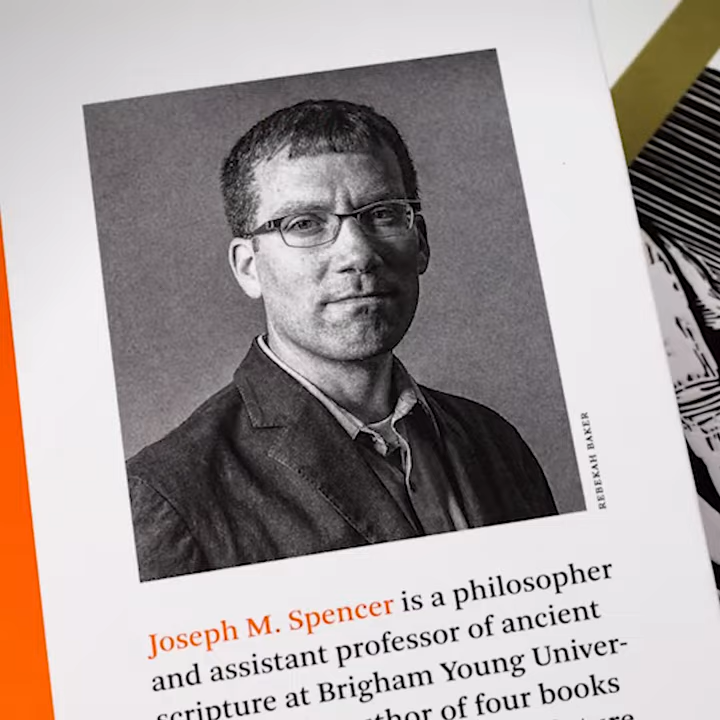 REBEKAH BAKER
Joseph M. Spencer is a philosopher
and assistant professor of ancient
scripture at Brigham Young Univer-
author of four books